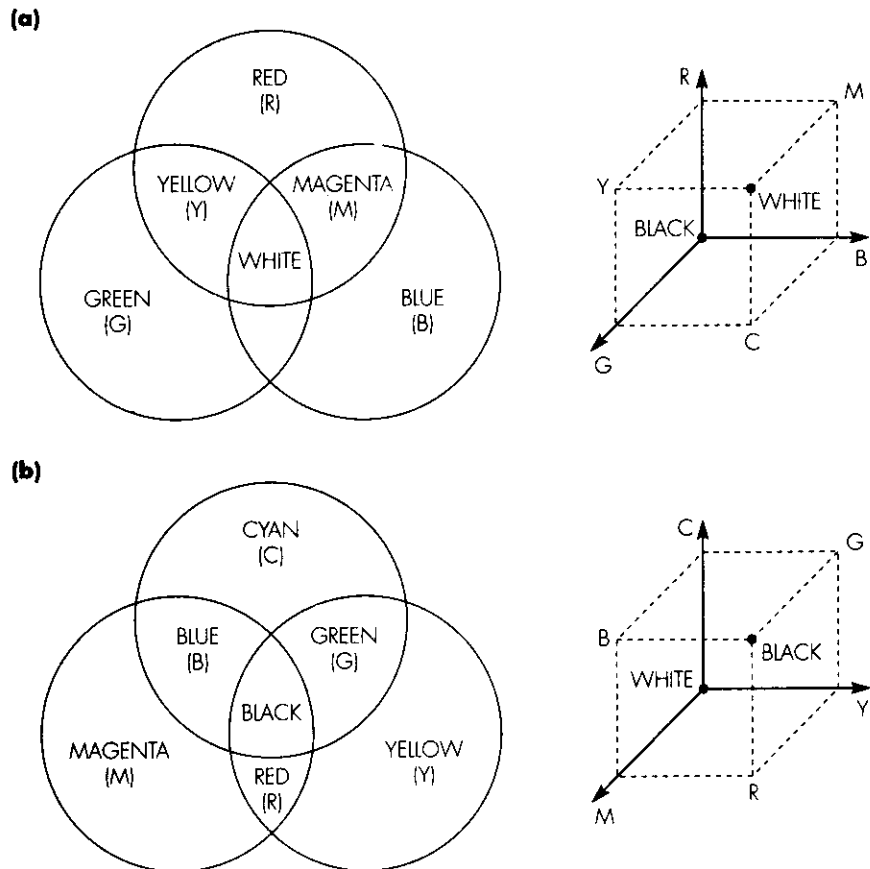 (a)
RED
(R)
YELLOW
(Y)
MAGENTA
(M)
WHITE
GREEN
(G)
BLUE
(B)
R
M
Y
WHITE
BLACK
B
C
G
(b)
CYAN
(C)
BLUE
(B)
GREEN
(G)
BLACK
MAGENTA
(M)
YELLOW
(Y)
RED
(R)
C
G
B
BLACK
WHITE
Y
M
R